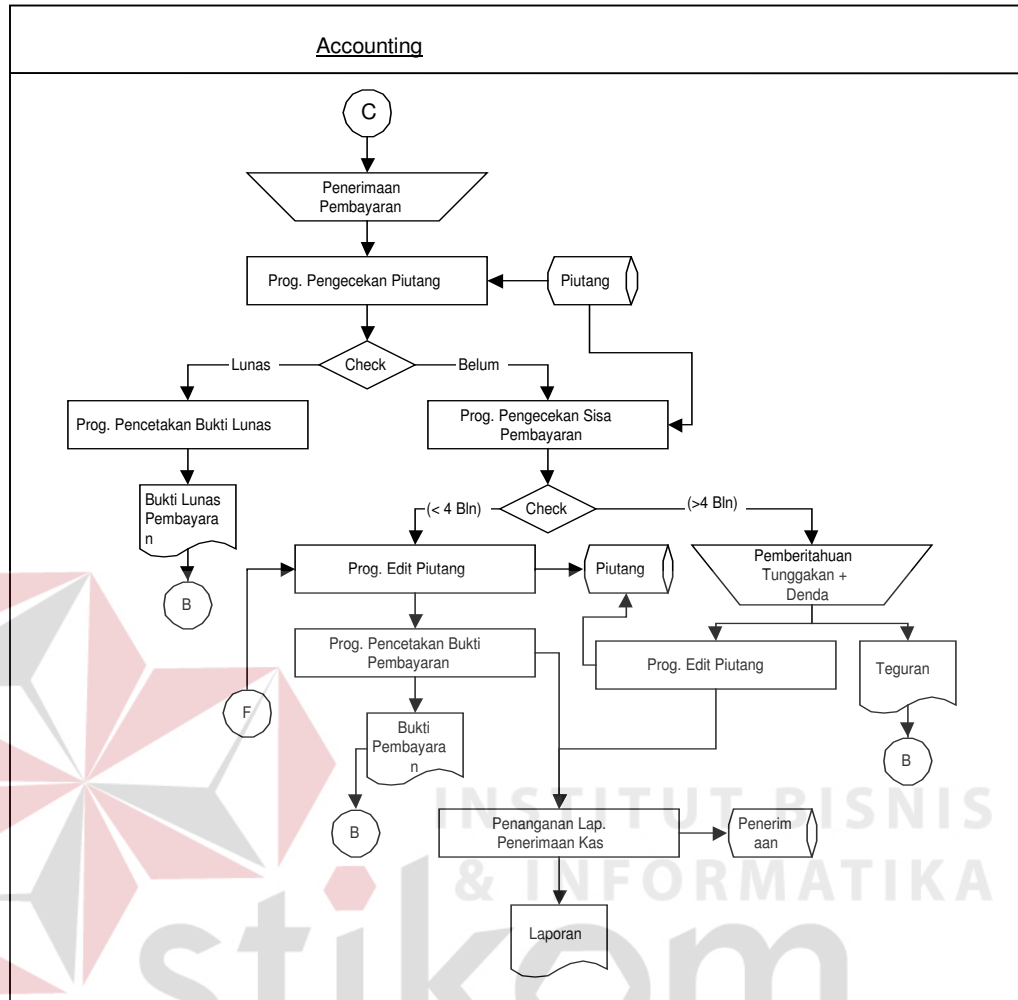 Accounting
C
Penerimaan
Pembayaran
Prog. Pengecekan Piutang
Piutang
Lunas
Check
Belum
Prog. Pencetakan Bukti Lunas
Prog. Pengecekan Sisa
Pembayaran
Bukti Lunas
Pembayara
n
(< 4 Bln)
Check
(>4 Bln)
B
Prog. Edit Piutang
Piutang
Pemberitahuan
Tunggakan +
Denda
Prog. Pencetakan Bukti
Pembayaran
Prog. Edit Piutang
Teguran
F
Bukti
Pembayara
n
B
B
Penanganan Lap.
Penerimaan Kas
Penerim
aan
Laporan
INSTITUT BISNIS
& INFORMATIKA
stikom